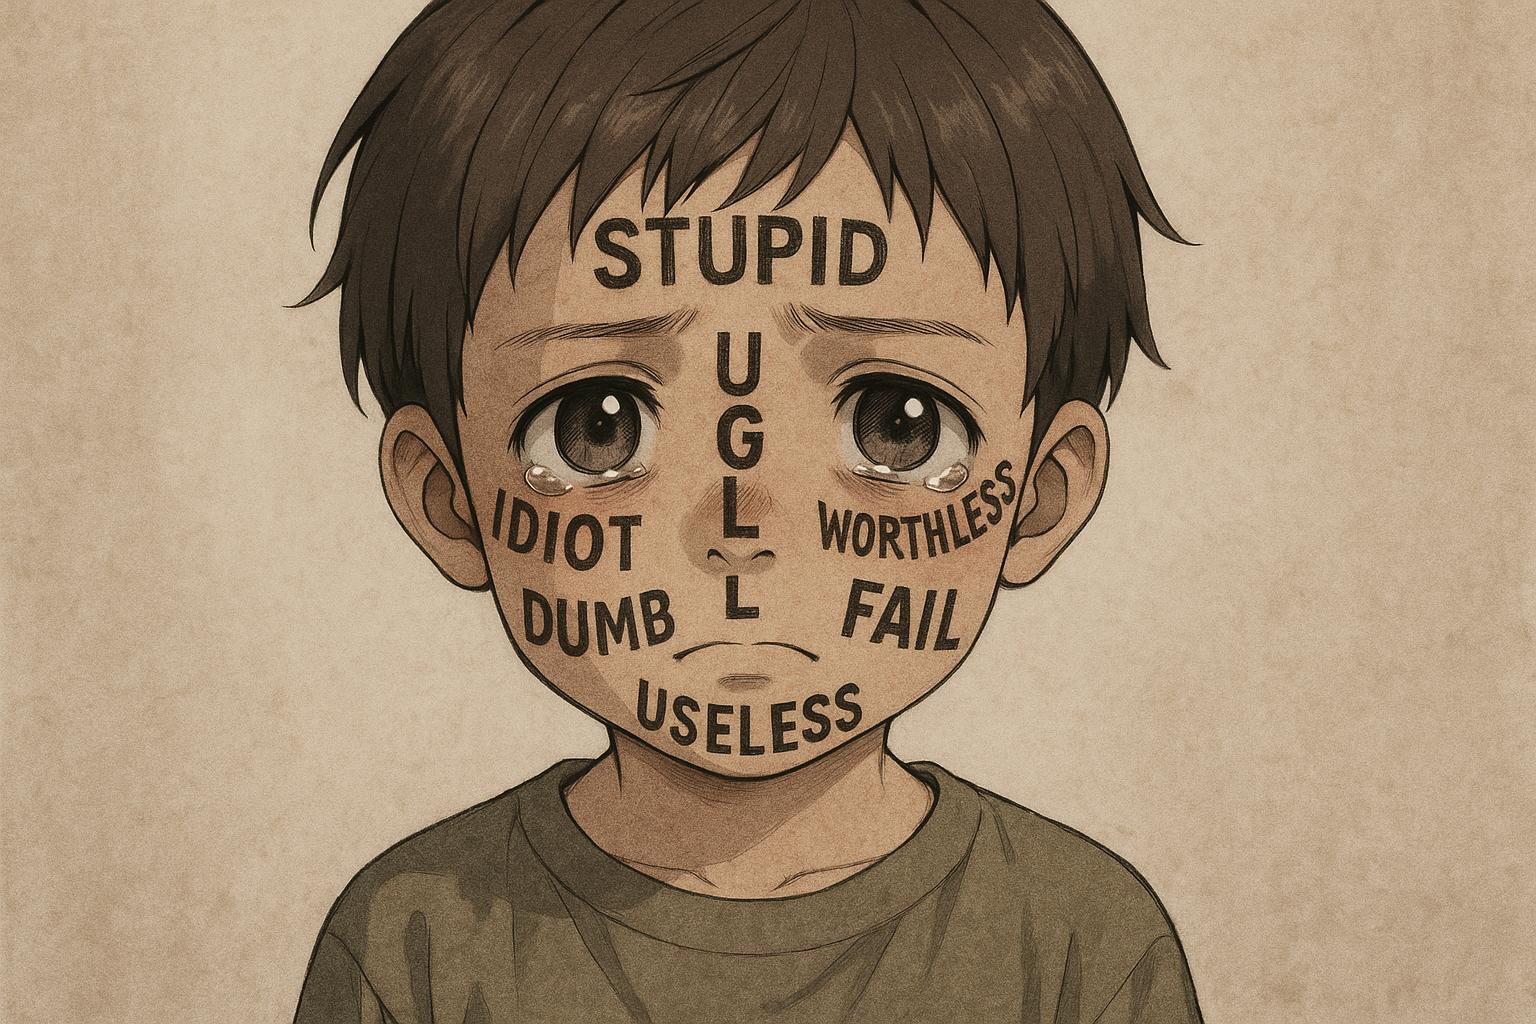 STUPID
UGLL
IDIOT
WORTHLESS
DUMB
FAIL
USELESS